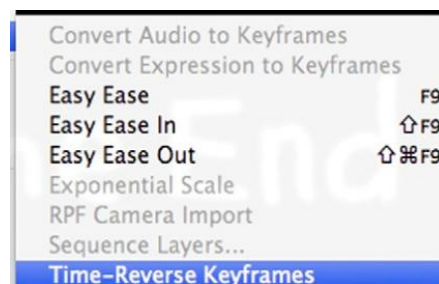 Convert Audio to Keyframes
Convert Expression to Keyframes
Easy Ease F9
Easy Ease In ⇧F9
Easy Ease Out ⇧⌘F9
Exponential Scale
RPF Camera Import
Sequence Layers...
Time-Reverse Keyframes
End